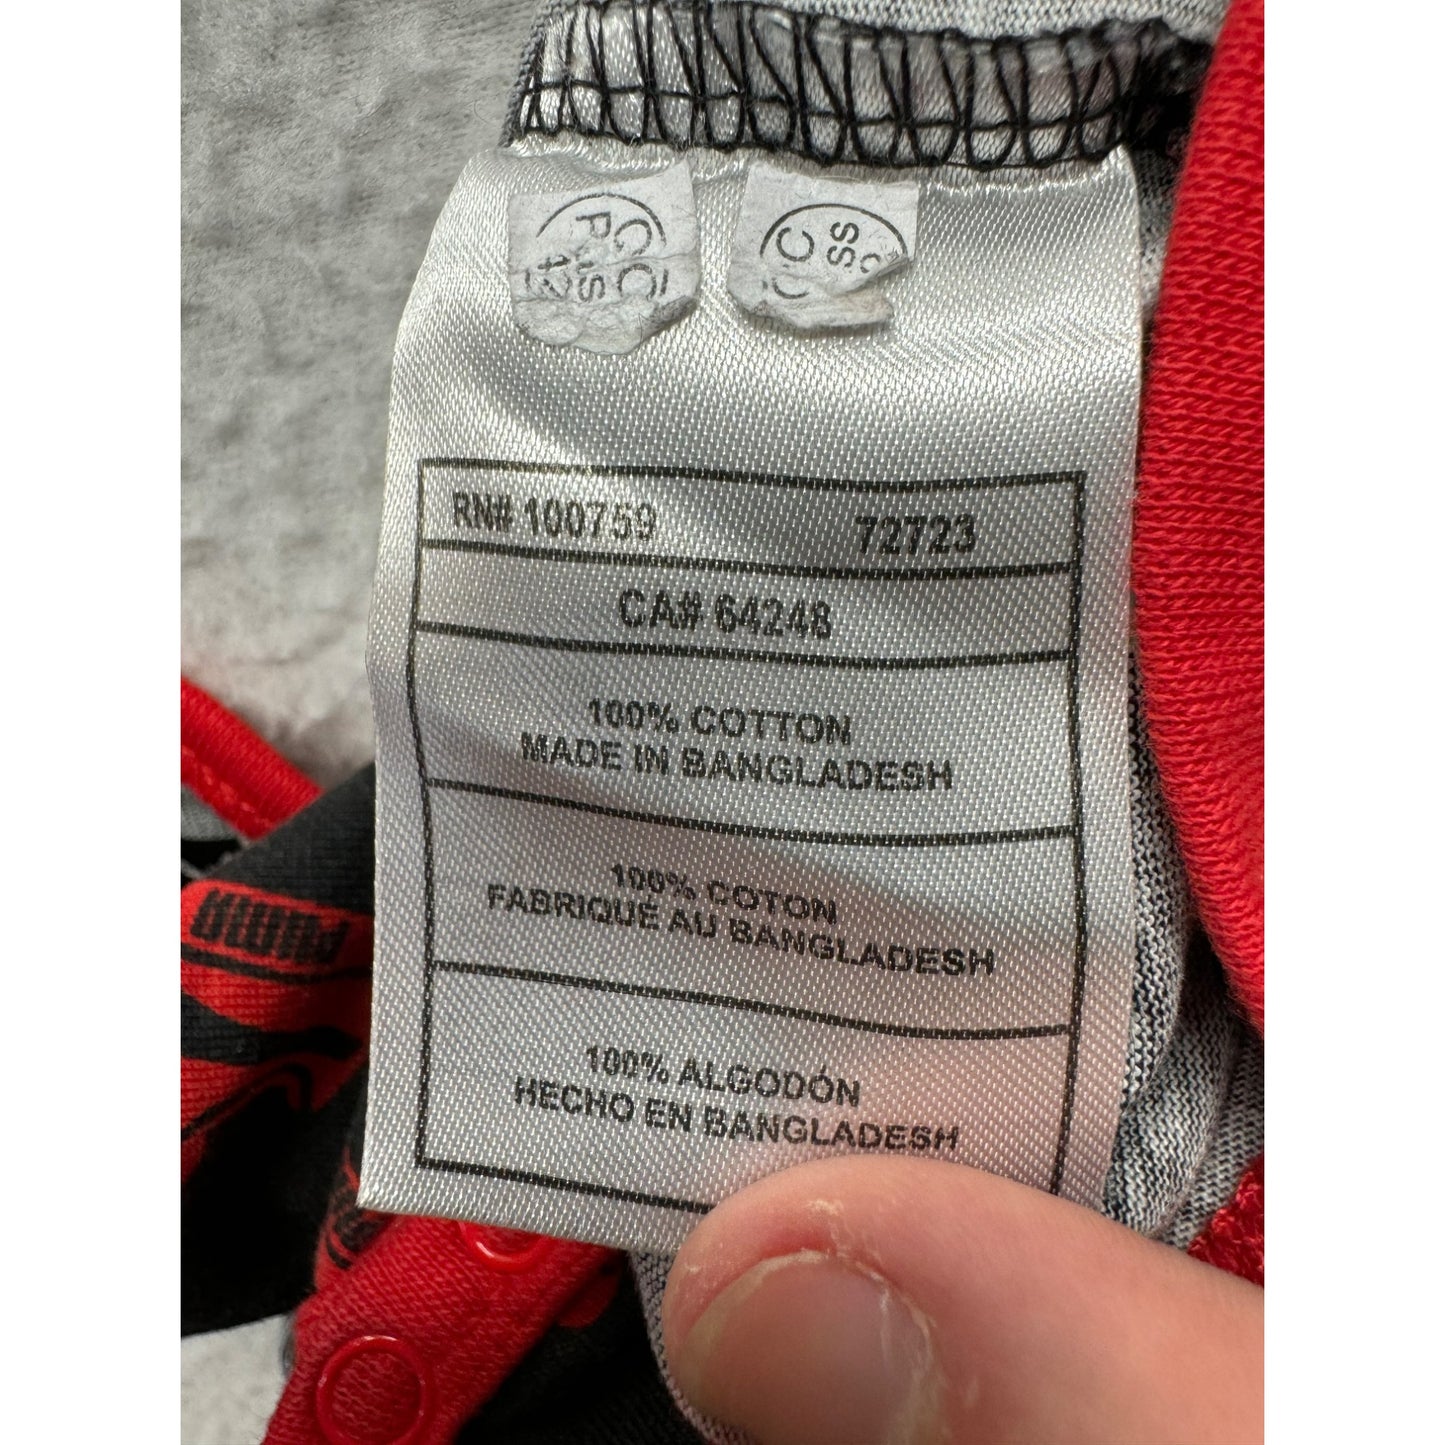 RN# 100759 72723
CA# 64248
100% COTTON
MADE IN BANGLADESH
100% COTON
FABRIQUÉ AU BANGLADESH
100% ALGODÓN
HECHO EN BANGLADESH
PUMA